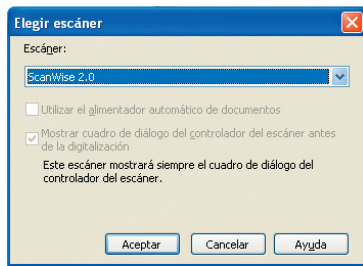 Elegir escáner
Escáner:
ScanWise 2.0
Utilizar el alimentador automático de documentos
Mostrar cuadro de diálogo del controlador del escáner antes
de la digitalización
Este escáner mostrará siempre el cuadro de diálogo del
controlador del escáner.
Aceptar
Cancelar
Ayuda